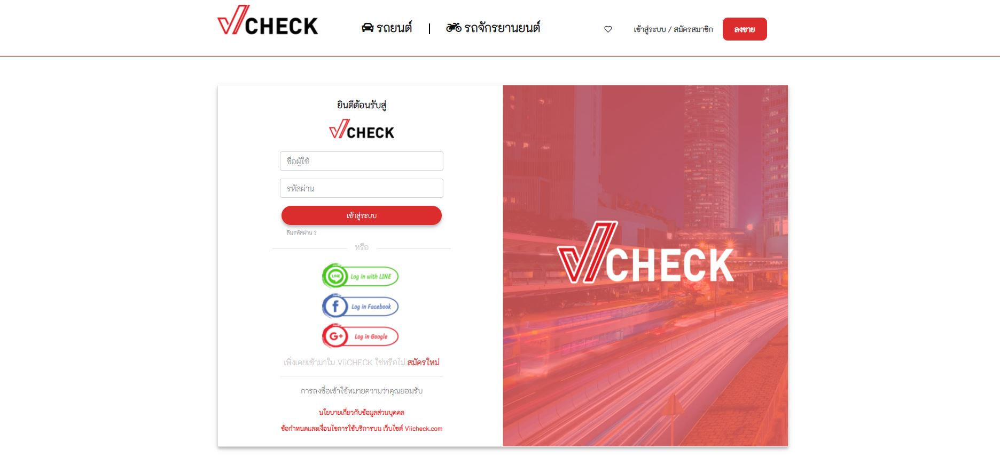 ViiCHECK
รถยนต์ | รถจักรยานยนต์
เข้าสู่ระบบ / สมัครสมาชิก
ลงขาย
ยินดีต้อนรับสู่
ViiCHECK
ชื่อผู้ใช้
รหัสผ่าน
เข้าสู่ระบบ
ลืมรหัสผ่าน ?
หรือ
LINE Log in with LINE
f Log in Facebook
G+ Log in Google
เพิ่งเคยเข้ามาใน ViiCHECK ใช่หรือไม่ สมัครใหม่
การลงชื่อเข้าใช้หมายความว่าคุณยอมรับ
นโยบายเกี่ยวกับข้อมูลส่วนบุคคล
ข้อกำหนดและเงื่อนไขการใช้บริการบน เว็บไซต์ Viicheck.com
ViiCHECK